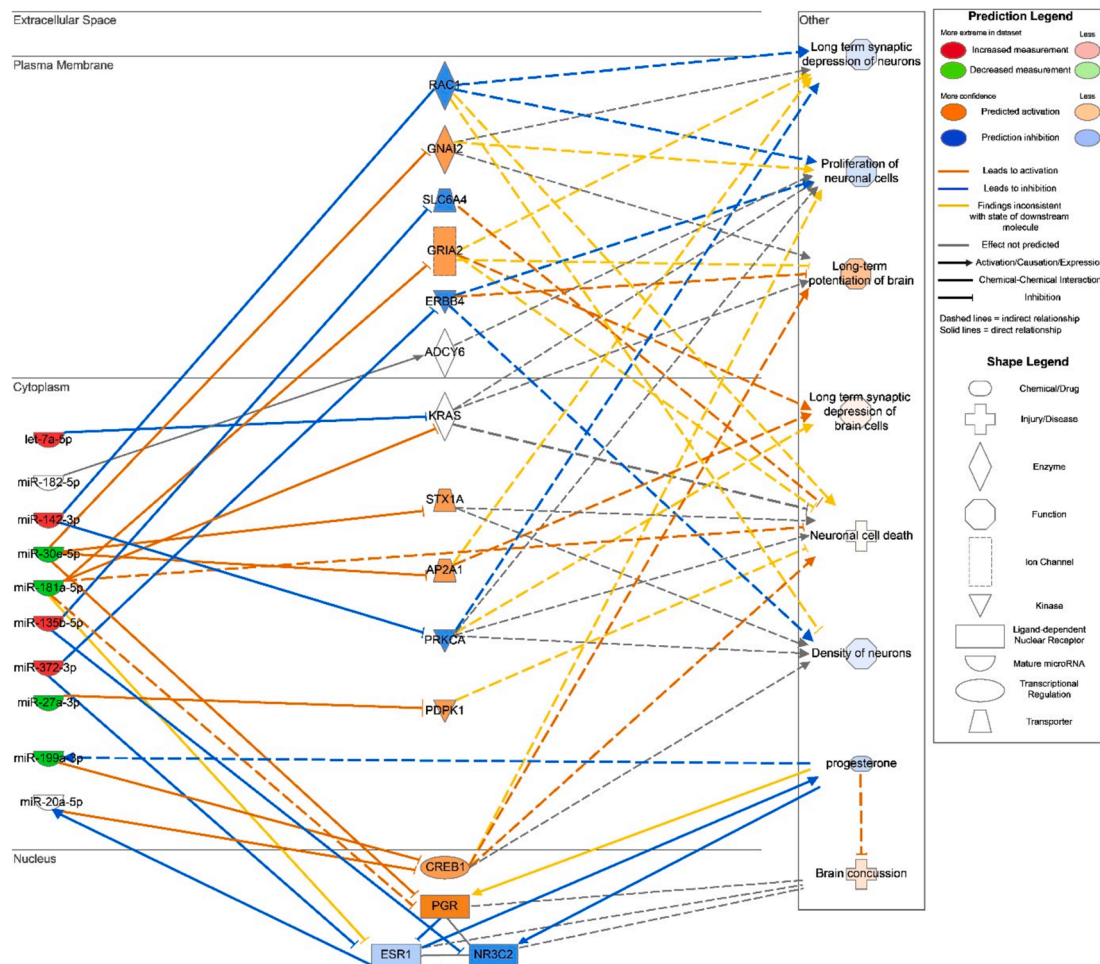 Extracellular Space
Plasma Membrane
RAC1
GNAI2
SLC6A4
GRIA2
ERBB4
ADCY6
Cytoplasm
KRAS
let-7a-5p
miR-182-5p
miR-142-3p
miR-30e-5p
miR-181a-5p
miR-135b-5p
miR-372-3p
miR-27a-3p
miR-199a-3p
miR-20a-5p
STX1A
AP2A1
PRKCA
PDPK1
Nucleus
CREB1
PGR
ESR1
NR3C2
Other
Long term synaptic
depression of neurons
Proliferation of
neuronal cells
Long-term
potentiation of brain
Long term synaptic
depression of
brain cells
Neuronal cell death
Density of neurons
progesterone
Brain concussion
Prediction Legend
More extreme in dataset
Less
Increased measurement
Decreased measurement
More confidence
Less
Predicted activation
Prediction inhibition
Leads to activation
Leads to inhibition
Findings inconsistent
with state of downstream
molecule
Effect not predicted
Activation/Causation/Expression
Chemical-Chemical Interaction
Inhibition
Dashed lines = indirect relationship
Solid lines = direct relationship
Shape Legend
Chemical/Drug
Injury/Disease
Enzyme
Function
Ion Channel
Kinase
Ligand-dependent
Nuclear Receptor
Mature microRNA
Transcriptional
Regulation
Transporter